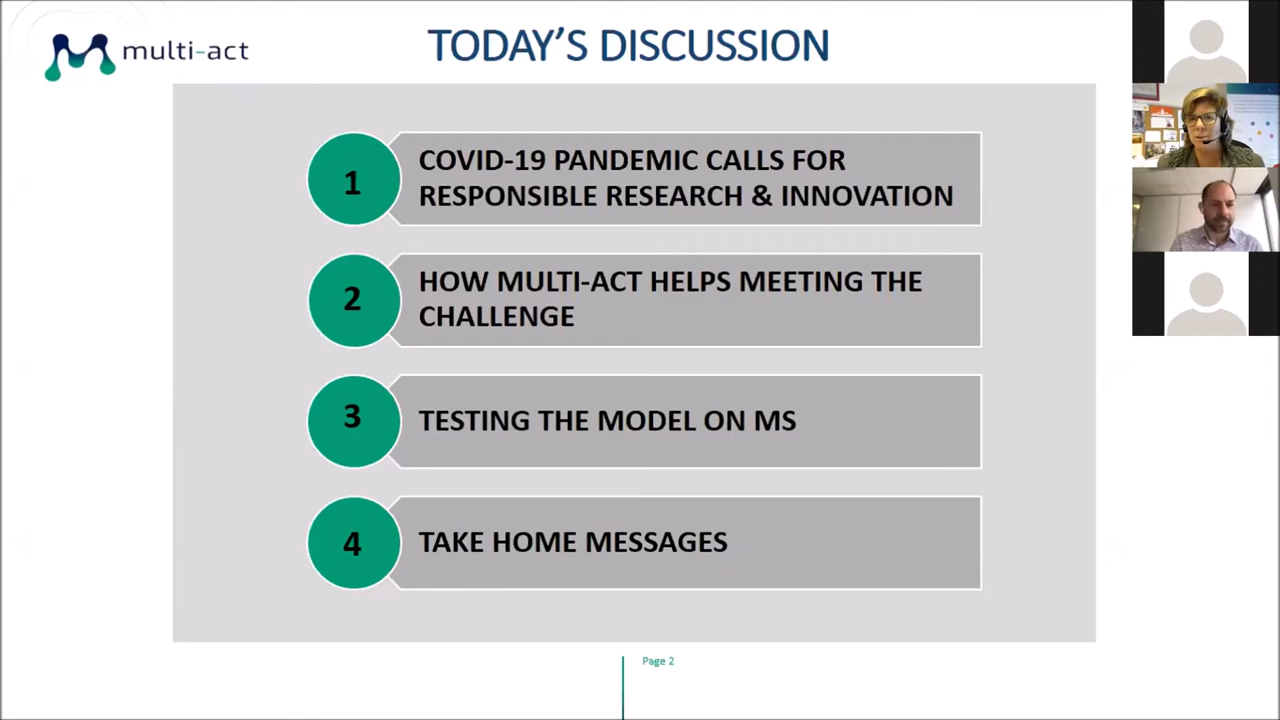 multi-act
TODAY'S DISCUSSION
1
COVID-19 PANDEMIC CALLS FOR
RESPONSIBLE RESEARCH & INNOVATION
2
HOW MULTI-ACT HELPS MEETING THE
CHALLENGE
3
TESTING THE MODEL ON MS
4
TAKE HOME MESSAGES
Page 2